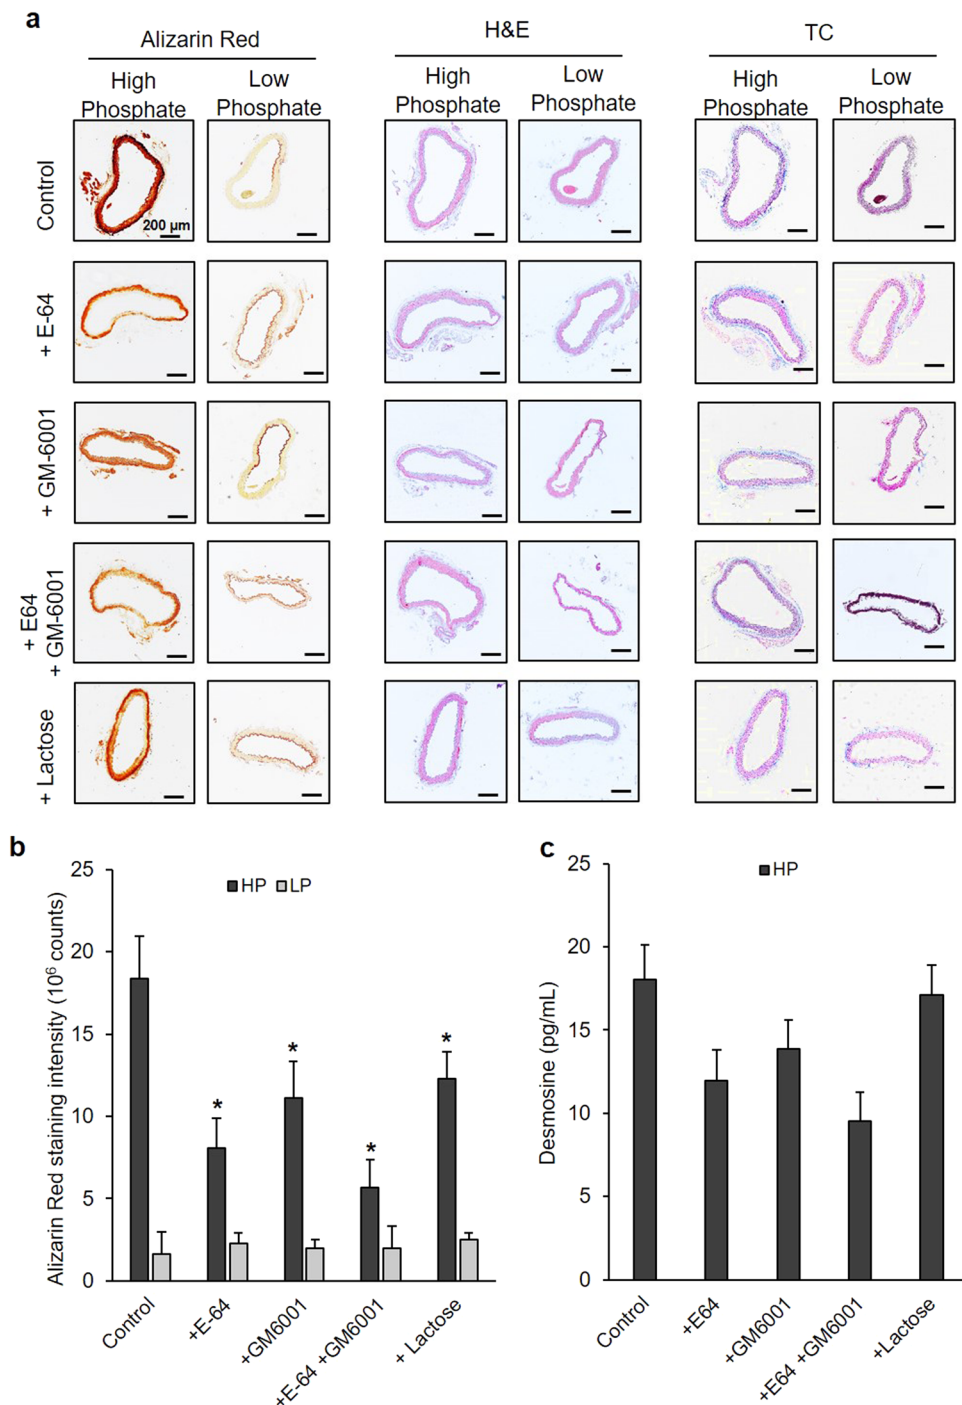 a
Alizarin Red
H&E
TC
High
Phosphate
Low
Phosphate
High
Phosphate
Low
Phosphate
High
Phosphate
Low
Phosphate
Control
200 µm
+ E-64
+ GM-6001
+ E64
+ GM-6001
+ Lactose
b
Alizarin Red staining intensity (10⁶ counts)
25
20
15
10
5
0
HP
LP
*
*
*
*
Control
+E-64
+GM6001
+E-64 +GM6001
+ Lactose
c
Desmosine (pg/mL)
25
20
15
10
5
0
HP
Control
+E64
+GM6001
+E64 +GM6001
+Lactose